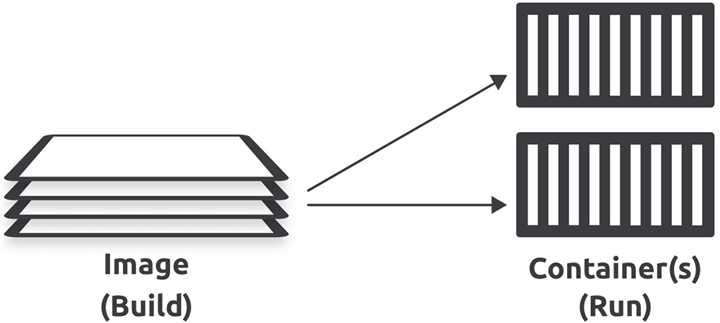 Image
(Build)
Container(s)
(Run)